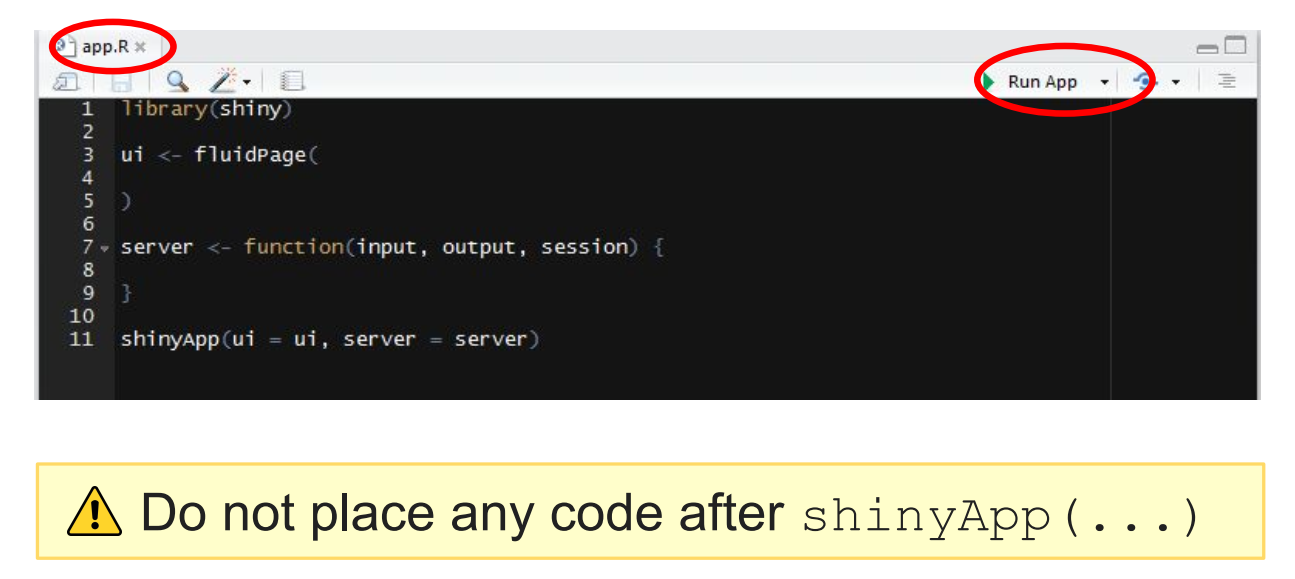 app.R
Run App
1 library(shiny)
2
3 ui <- fluidPage(
4
5 )
6
7 server <- function(input, output, session) {
8
9 }
10
11 shinyApp(ui = ui, server = server)
Do not place any code after shinyApp(...)